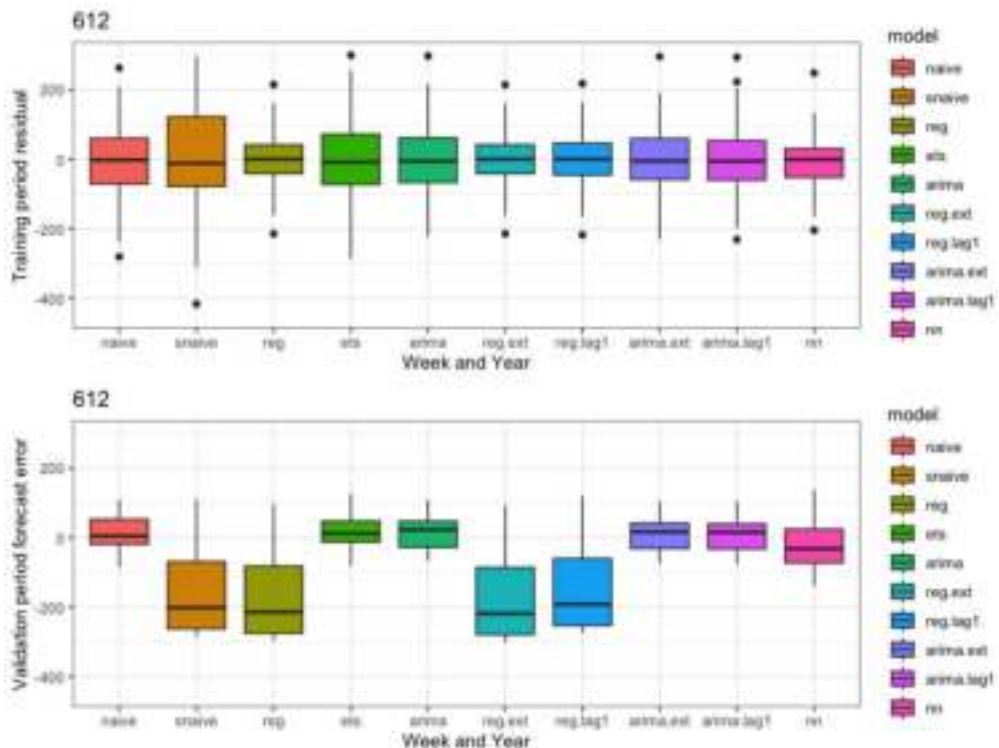 612
model
Training period residual
200
0
-200
-400
naive
snaive
reg
ets
arima
reg.ext
reg.lag1
arima.ext
arima.lag1
nn
naive snaive reg ets arima reg.ext reg.lag1 arima.ext arima.lag1 nn
Week and Year
612
model
Validation period forecast error
200
0
-200
-400
naive
snaive
reg
ets
arima
reg.ext
reg.lag1
arima.ext
arima.lag1
nn
naive snaive reg ets arima reg.ext reg.lag1 arima.ext arima.lag1 nn
Week and Year